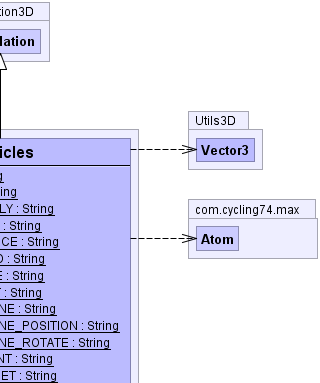 tion3D
lation
Utils3D
Vector3
icles
g
ing
LY : String
: String
CE : String
D : String
E : String
T : String
NE : String
NE_POSITION : String
NE_ROTATE : String
NT : String
ET : String
com.cycling74.max
Atom